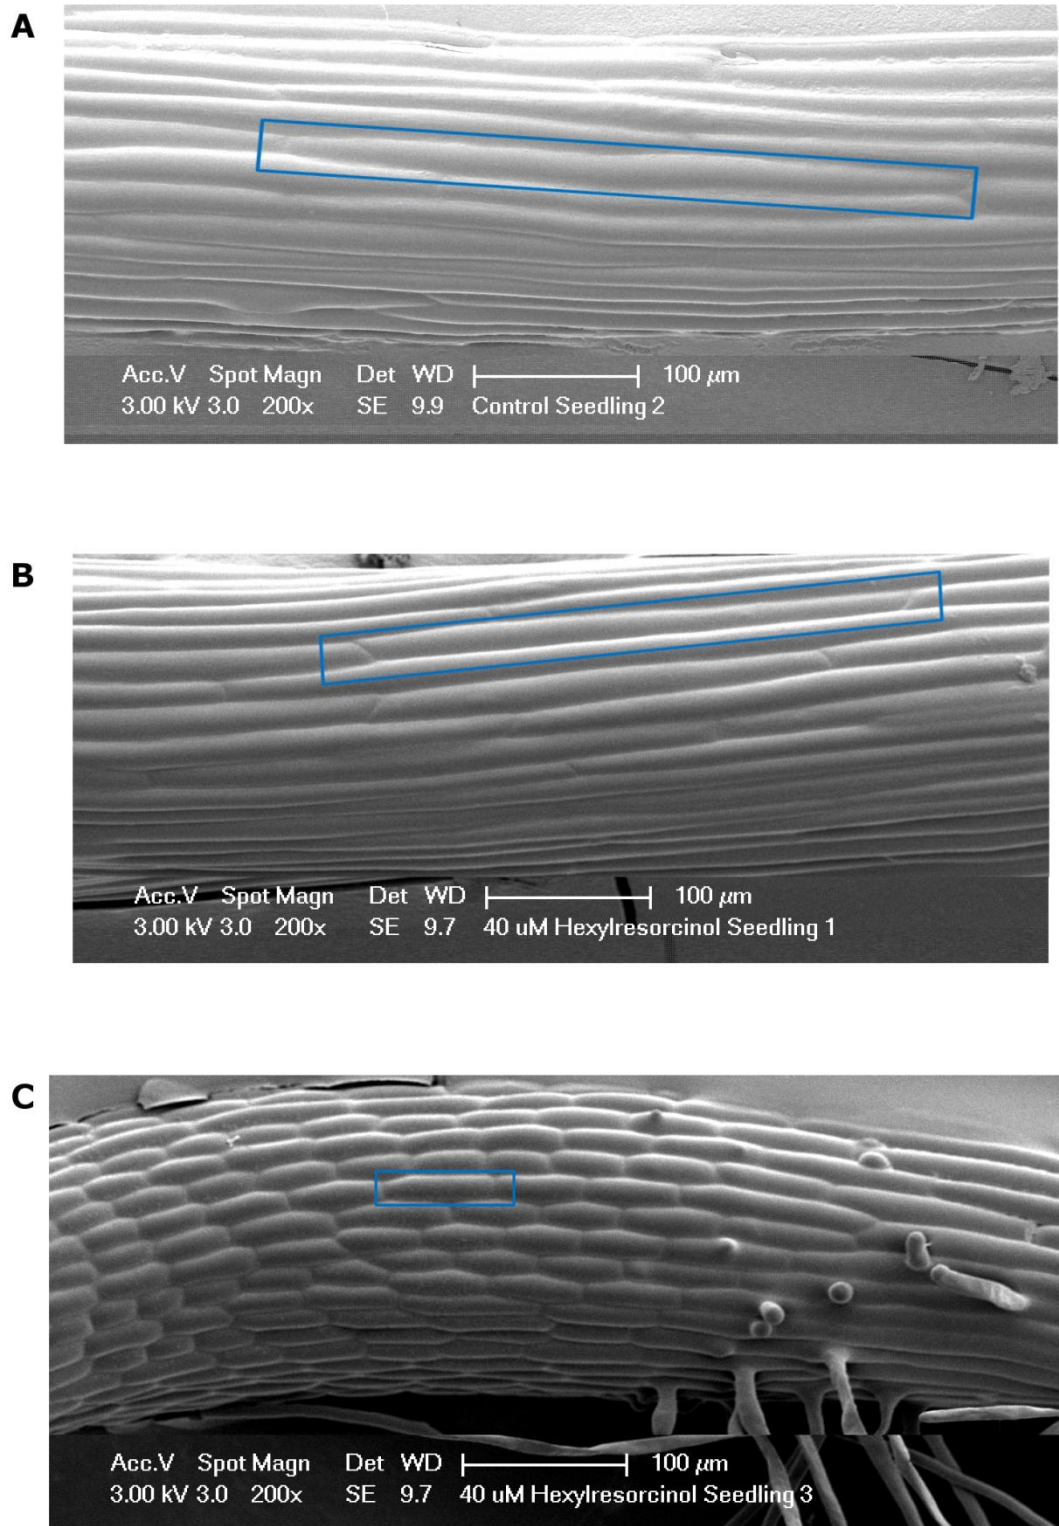 A
Acc.V Spot Magn Det WD 100 µm
3.00 kV 3.0 200x SE 9.9 Control Seedling 2
B
Acc.V Spot Magn Det WD 100 µm
3.00 kV 3.0 200x SE 9.7 40 uM Hexylresorcinol Seedling 1
C
Acc.V Spot Magn Det WD 100 µm
3.00 kV 3.0 200x SE 9.7 40 uM Hexylresorcinol Seedling 3